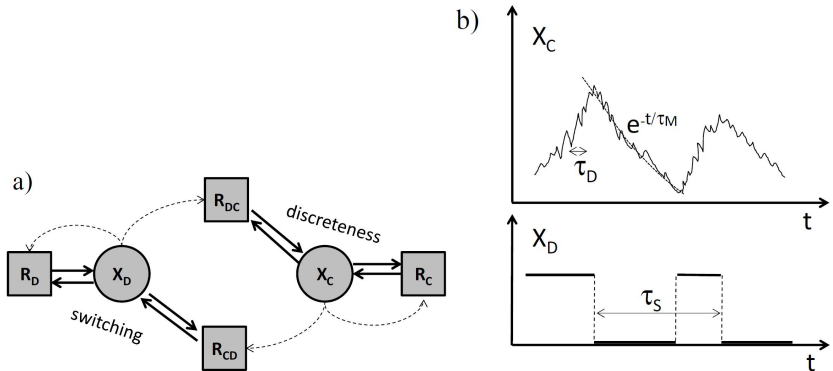 a)
R_D
X_D
R_DC
discreteness
X_C
R_C
switching
R_CD
b)
X_C
e^-t/τ_M
τ_D
t
X_D
τ_S
t